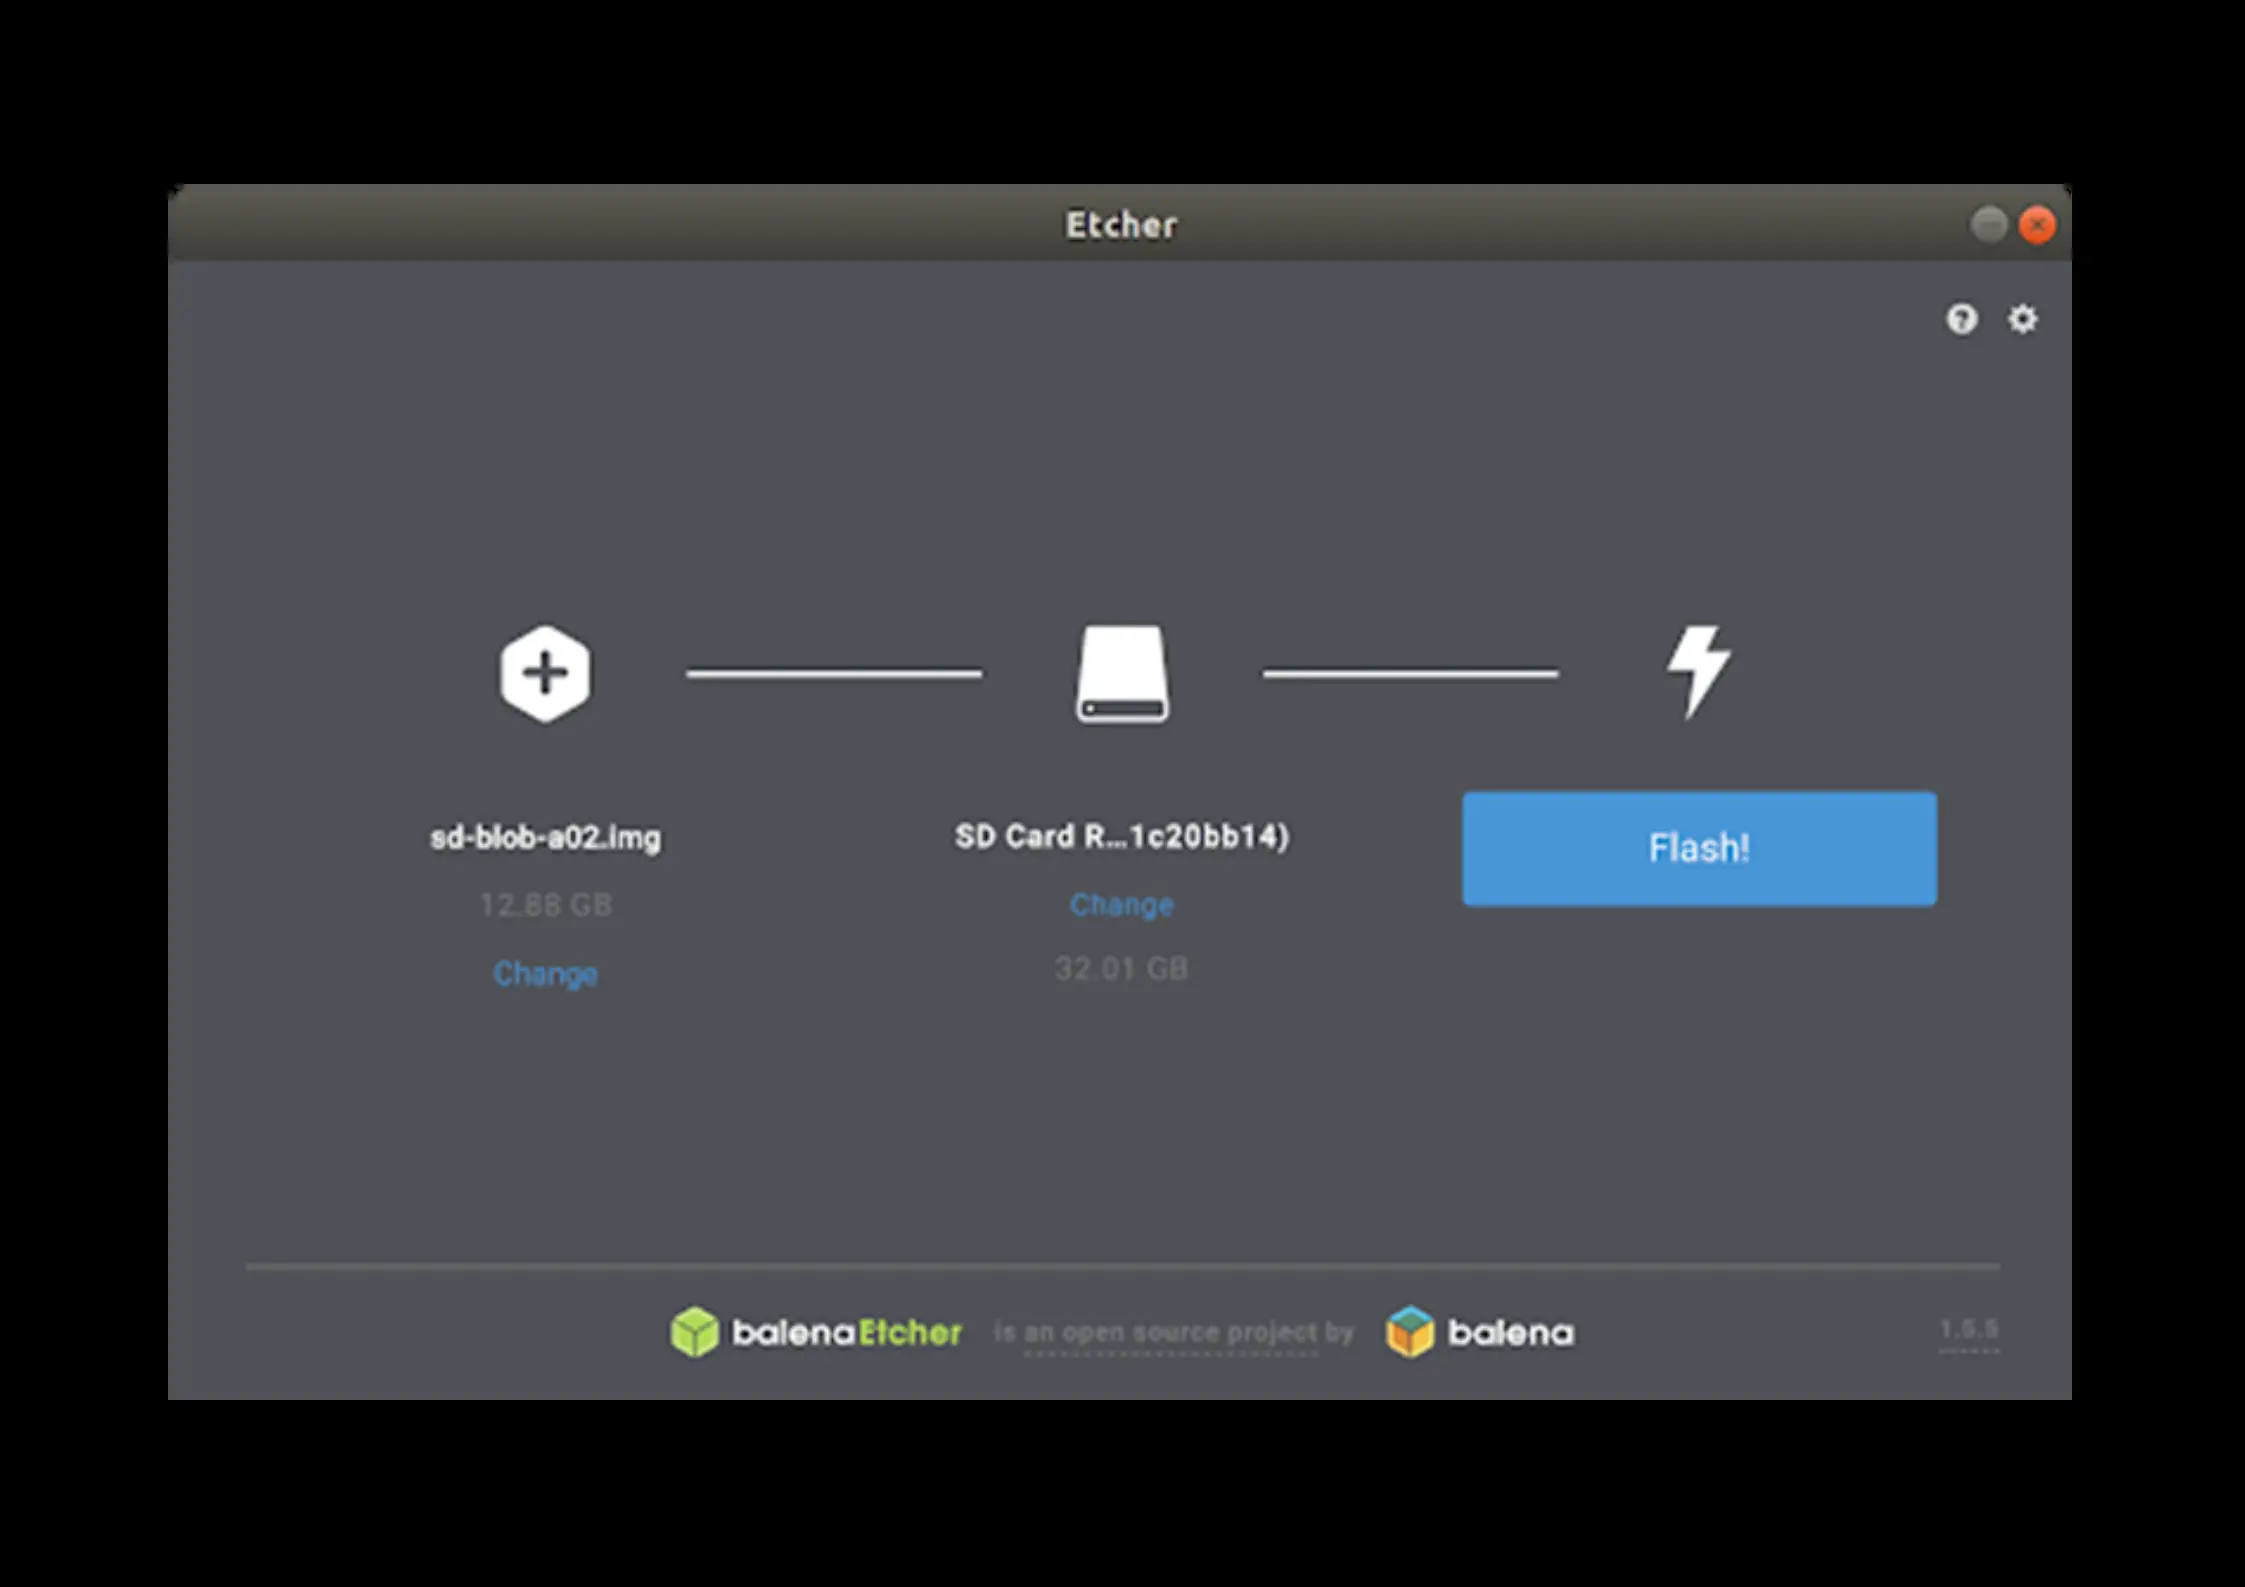 Etcher
sd-blob-a02.img
12.88 GB
Change
SD Card R...1c20bb14)
Change
32.01 GB
Flash!
balenaEtcher is an open source project by balena
1.5.5